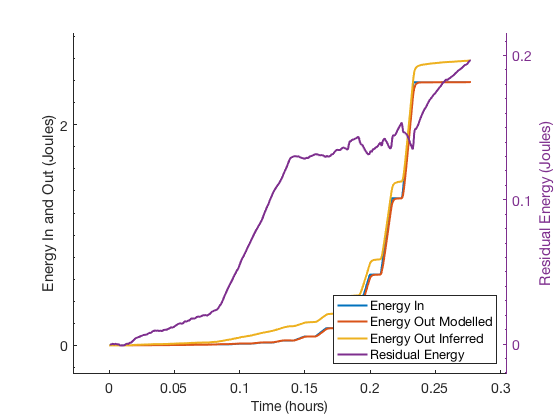 Energy In and Out (Joules)
2
0
0.2
0.1
0
Residual Energy (Joules)
Energy In
Energy Out Modelled
Energy Out Inferred
Residual Energy
0 0.05 0.1 0.15 0.2 0.25 0.3
Time (hours)